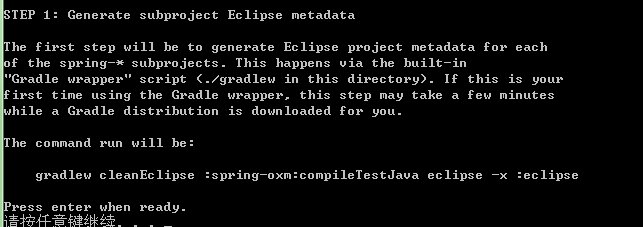 STEP 1: Generate subproject Eclipse metadata
The first step will be to generate Eclipse project metadata for each
of the spring-* subprojects. This happens via the built-in
"Gradle wrapper" script (./gradlew in this directory). If this is your
first time using the Gradle wrapper, this step may take a few minutes
while a Gradle distribution is downloaded for you.
The command run will be:
gradlew cleanEclipse :spring-oxm:compileTestJava eclipse -x :eclipse
Press enter when ready.
请按任意键继续. . . _